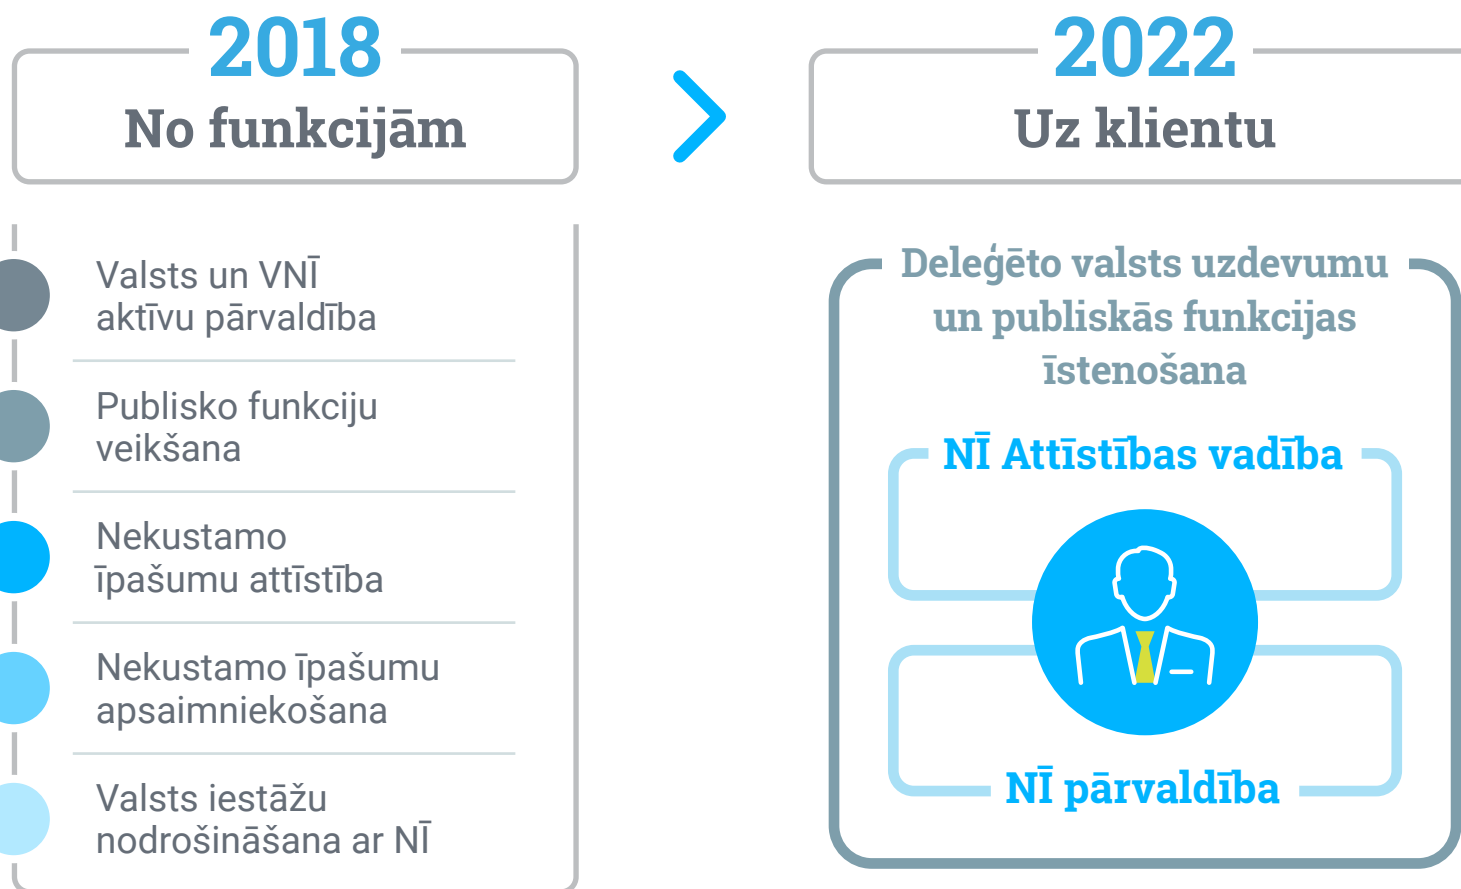 2018
No funkcijām
Valsts un VNĪ
aktīvu pārvaldība
Publisko funkciju
veikšana
Nekustamo
īpašumu attīstība
Nekustamo īpašumu
apsaimniekošana
Valsts iestāžu
nodrošināšana ar NĪ
2022
Uz klientu
Deleģēto valsts uzdevumu
un publiskās funkcijas
īstenošana
NĪ Attīstības vadība
NĪ pārvaldība